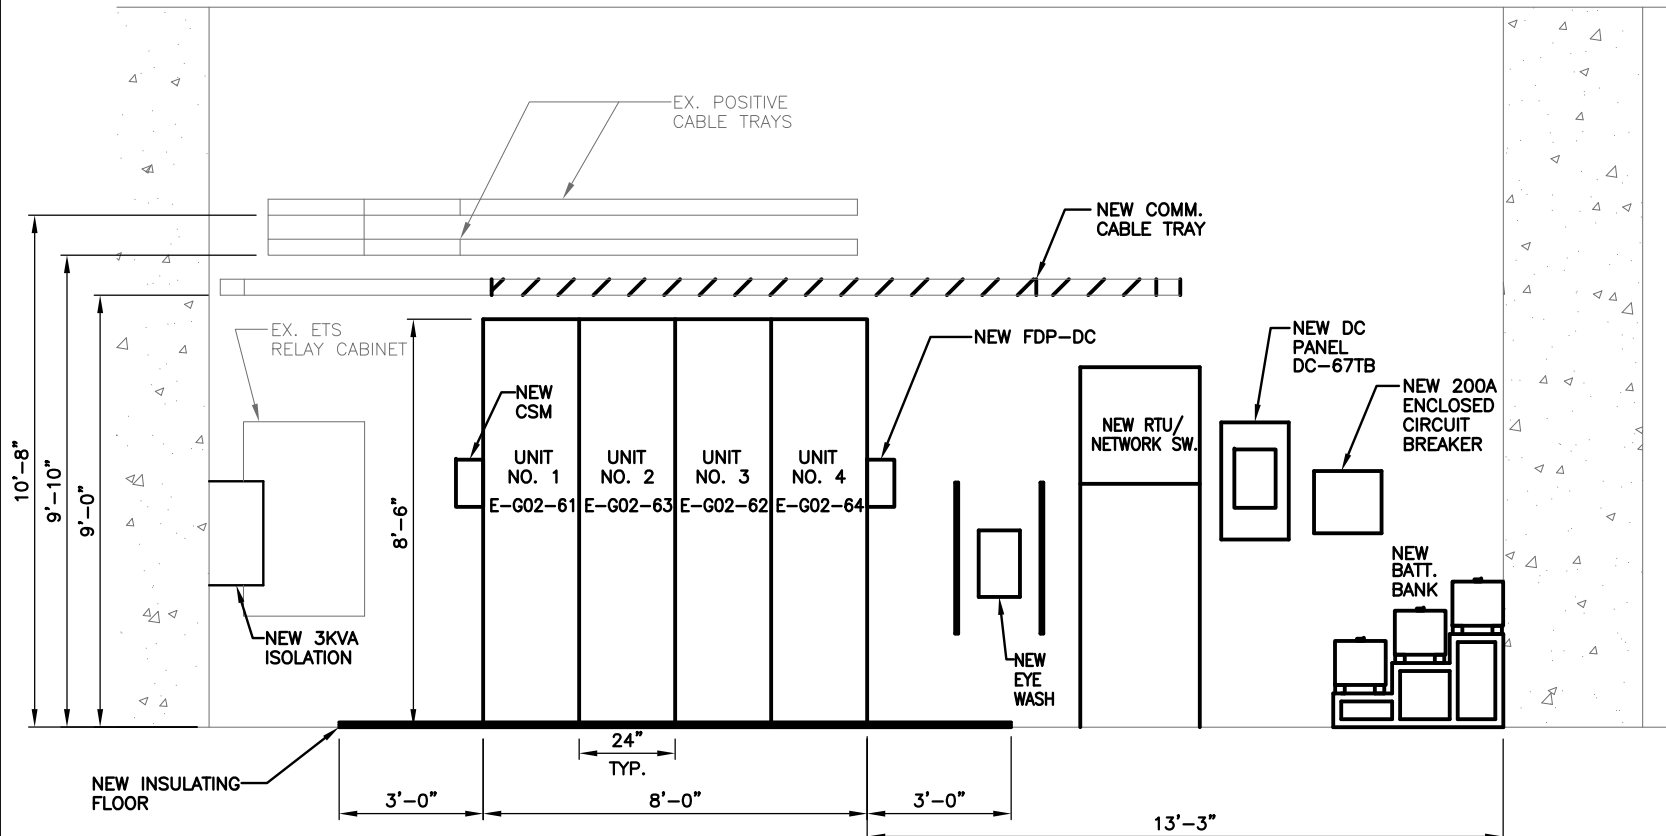 EX. POSITIVE
CABLE TRAYS
NEW COMM.
CABLE TRAY
EX. ETS
RELAY CABINET
NEW FDP-DC
NEW DC
PANEL
DC-67TB
NEW
CSM
NEW 200A
ENCLOSED
CIRCUIT
BREAKER
NEW RTU/
NETWORK SW.
10'-8"
9'-10"
9'-0"
8'-6"
UNIT
NO. 1
E-G02-61
UNIT
NO. 2
E-G02-63
UNIT
NO. 3
E-G02-62
UNIT
NO. 4
E-G02-64
NEW
BATT.
BANK
NEW 3KVA
ISOLATION
NEW
EYE
WASH
24"
TYP.
NEW INSULATING
FLOOR
3'-0"
8'-0"
3'-0"
13'-3"